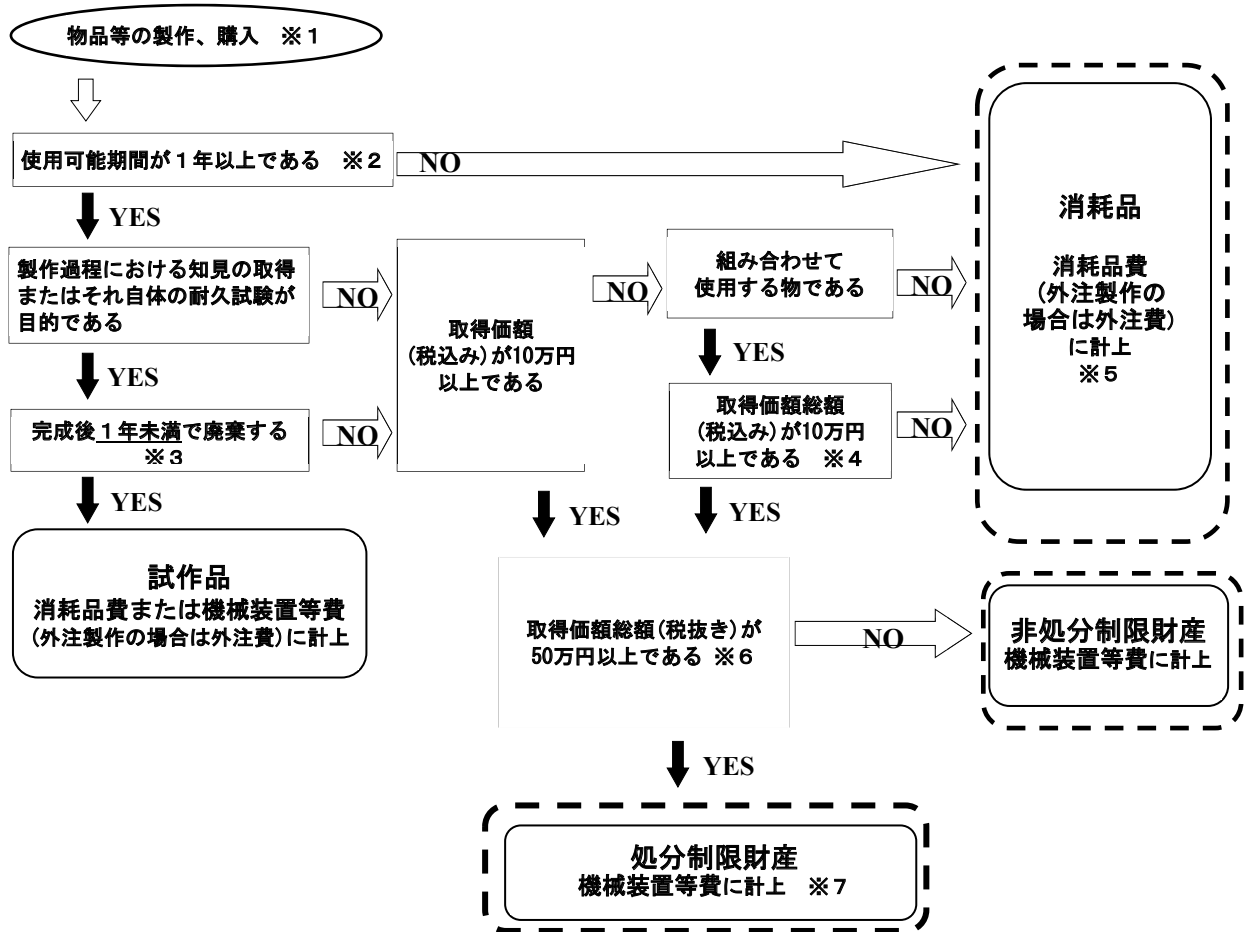 物品等の製作、購入 ※1
使用可能期間が1年以上である ※2
NO
YES
製作過程における知見の取得
またはそれ自体の耐久試験が
目的である
NO
取得価額
(税込み)が10万円
以上である
NO
組み合わせて
使用する物である
NO
消耗品
消耗品費
(外注製作の
場合は外注費)
に計上
※5
YES
YES
完成後1年未満で廃棄する
※3
NO
取得価額総額
(税込み)が10万円
以上である ※4
NO
YES
YES
YES
試作品
消耗品費または機械装置等費
(外注製作の場合は外注費)に計上
取得価額総額(税抜き)が
50万円以上である ※6
NO
非処分制限財産
機械装置等費に計上
YES
処分制限財産
機械装置等費に計上 ※7